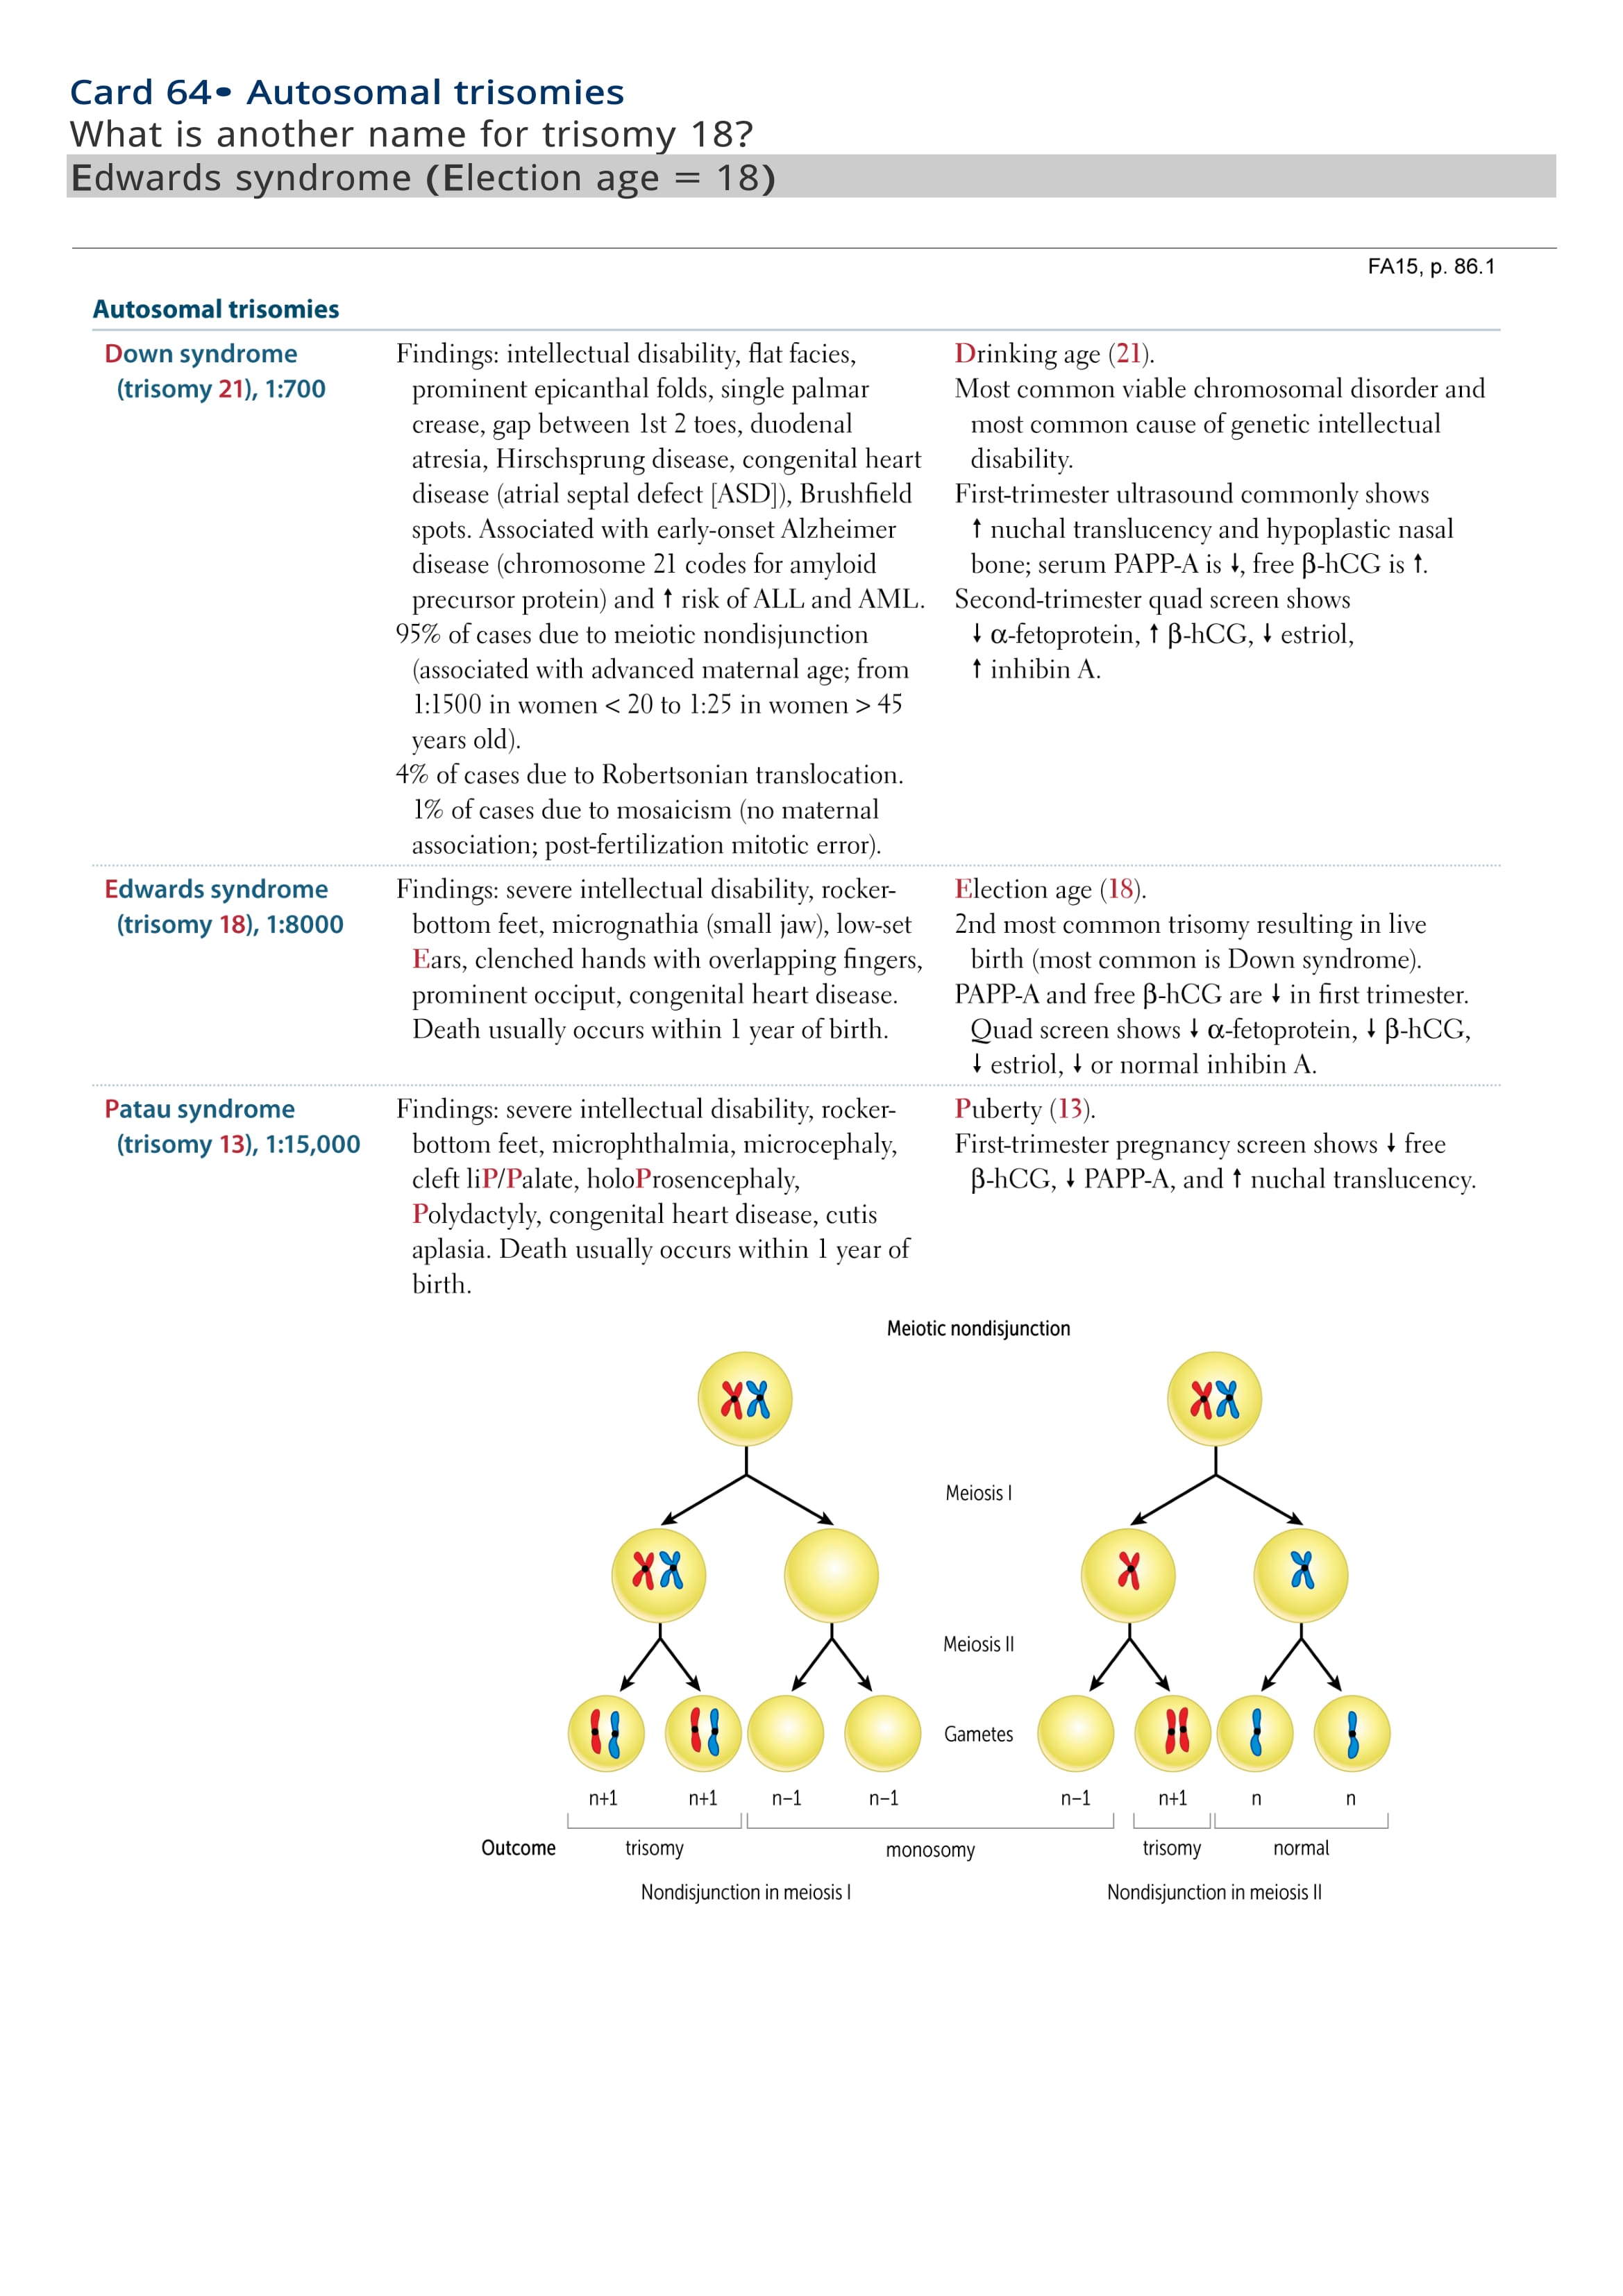 Card 64• Autosomal trisomies
What is another name for trisomy 18?
Edwards syndrome (Election age = 18)
FA15, p. 86.1
Autosomal trisomies
Down syndrome
(trisomy 21), 1:700
Findings: intellectual disability, flat facies,
prominent epicanthal folds, single palmar
crease, gap between 1st 2 toes, duodenal
atresia, Hirschsprung disease, congenital heart
disease (atrial septal defect [ASD]), Brushfield
spots. Associated with early-onset Alzheimer
disease (chromosome 21 codes for amyloid
precursor protein) and ↑ risk of ALL and AML.
95% of cases due to meiotic nondisjunction
(associated with advanced maternal age; from
1:1500 in women < 20 to 1:25 in women > 45
years old).
4% of cases due to Robertsonian translocation.
1% of cases due to mosaicism (no maternal
association; post-fertilization mitotic error).
Drinking age (21).
Most common viable chromosomal disorder and
most common cause of genetic intellectual
disability.
First-trimester ultrasound commonly shows
↑ nuchal translucency and hypoplastic nasal
bone; serum PAPP-A is ↓, free β-hCG is ↑.
Second-trimester quad screen shows
↓ α-fetoprotein, ↑ β-hCG, ↓ estriol,
↑ inhibin A.
Edwards syndrome
(trisomy 18), 1:8000
Findings: severe intellectual disability, rocker-
bottom feet, micrognathia (small jaw), low-set
Ears, clenched hands with overlapping fingers,
prominent occiput, congenital heart disease.
Death usually occurs within 1 year of birth.
Election age (18).
2nd most common trisomy resulting in live
birth (most common is Down syndrome).
PAPP-A and free β-hCG are ↓ in first trimester.
Quad screen shows ↓ α-fetoprotein, ↓ β-hCG,
↓ estriol, ↓ or normal inhibin A.
Patau syndrome
(trisomy 13), 1:15,000
Findings: severe intellectual disability, rocker-
bottom feet, microphthalmia, microcephaly,
cleft liP/Palate, holoProsencephaly,
Polydactyly, congenital heart disease, cutis
aplasia. Death usually occurs within 1 year of
birth.
Puberty (13).
First-trimester pregnancy screen shows ↓ free
β-hCG, ↓ PAPP-A, and ↑ nuchal translucency.
Meiotic nondisjunction
Meiosis I
Meiosis II
Gametes
n+1 n+1 n–1 n–1 n–1 n+1 n n
Outcome trisomy monosomy trisomy normal
Nondisjunction in meiosis I Nondisjunction in meiosis II